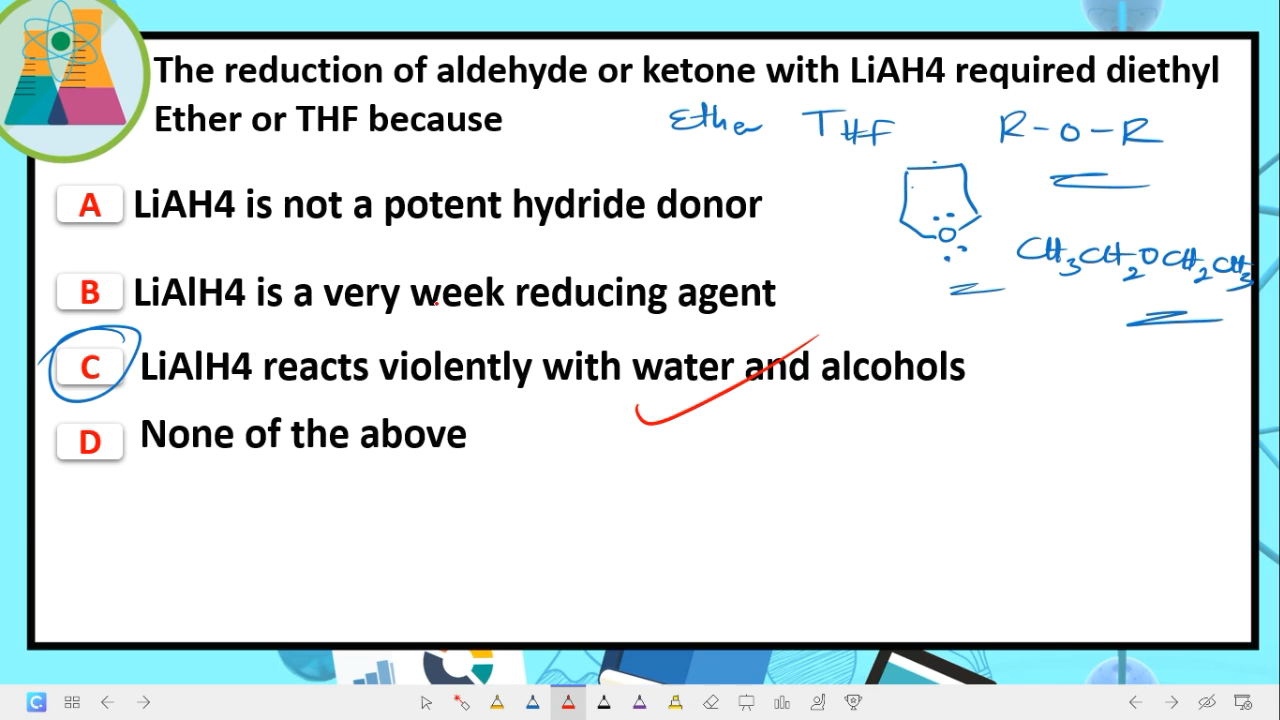 The reduction of aldehyde or ketone with LiAH4 required diethyl
Ether or THF because
Ether THF R-O-R
A LiAH4 is not a potent hydride donor
O
CH3CH2OCH2CH3
B LiAlH4 is a very week reducing agent
C LiAlH4 reacts violently with water and alcohols
D None of the above
C